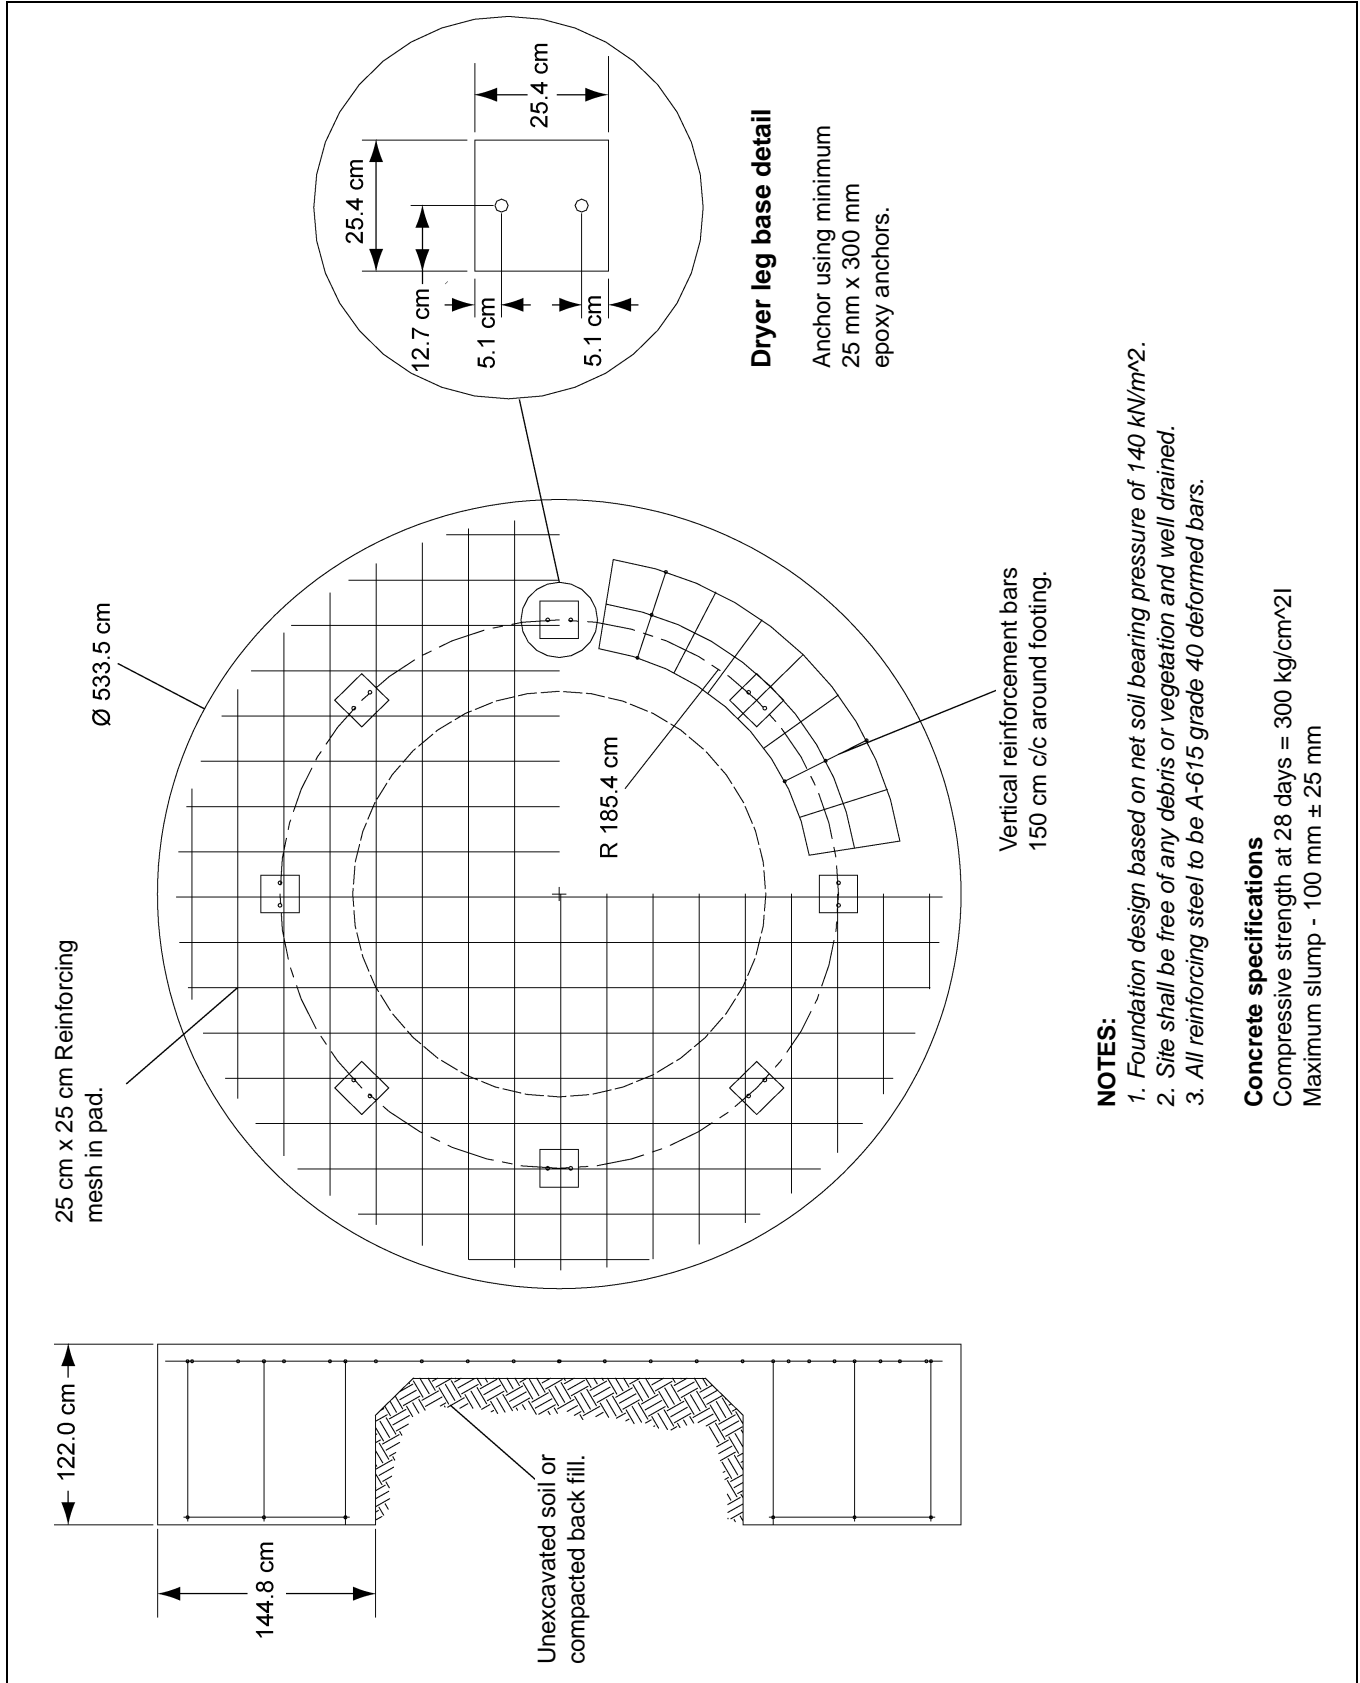 122.0 cm
144.8 cm
Unexcavated soil or
compacted back fill.
25 cm x 25 cm Reinforcing
mesh in pad.
Ø 533.5 cm
R 185.4 cm
Vertical reinforcement bars
150 cm c/c around footing.
25.4 cm
25.4 cm
12.7 cm
5.1 cm
5.1 cm
Dryer leg base detail
Anchor using minimum
25 mm x 300 mm
epoxy anchors.
NOTES:
1. Foundation design based on net soil bearing pressure of 140 kN/m^2.
2. Site shall be free of any debris or vegetation and well drained.
3. All reinforcing steel to be A-615 grade 40 deformed bars.
Concrete specifications
Compressive strength at 28 days = 300 kg/cm^2l
Maximum slump - 100 mm ± 25 mm